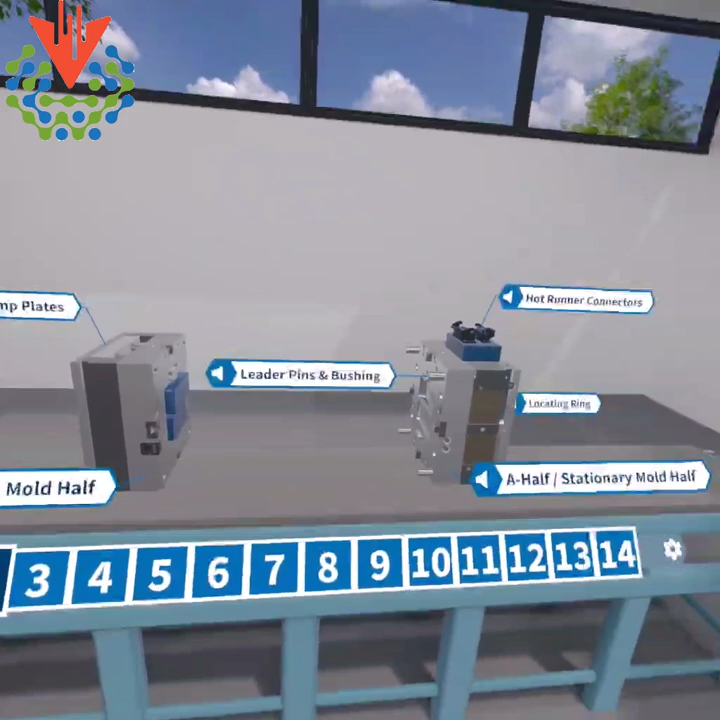 mp Plates
Hot Runner Connectors
Leader Pins & Bushing
Locating Ring
Mold Half
A-Half / Stationary Mold Half
3 4 5 6 7 8 9 10 11 12 13 14